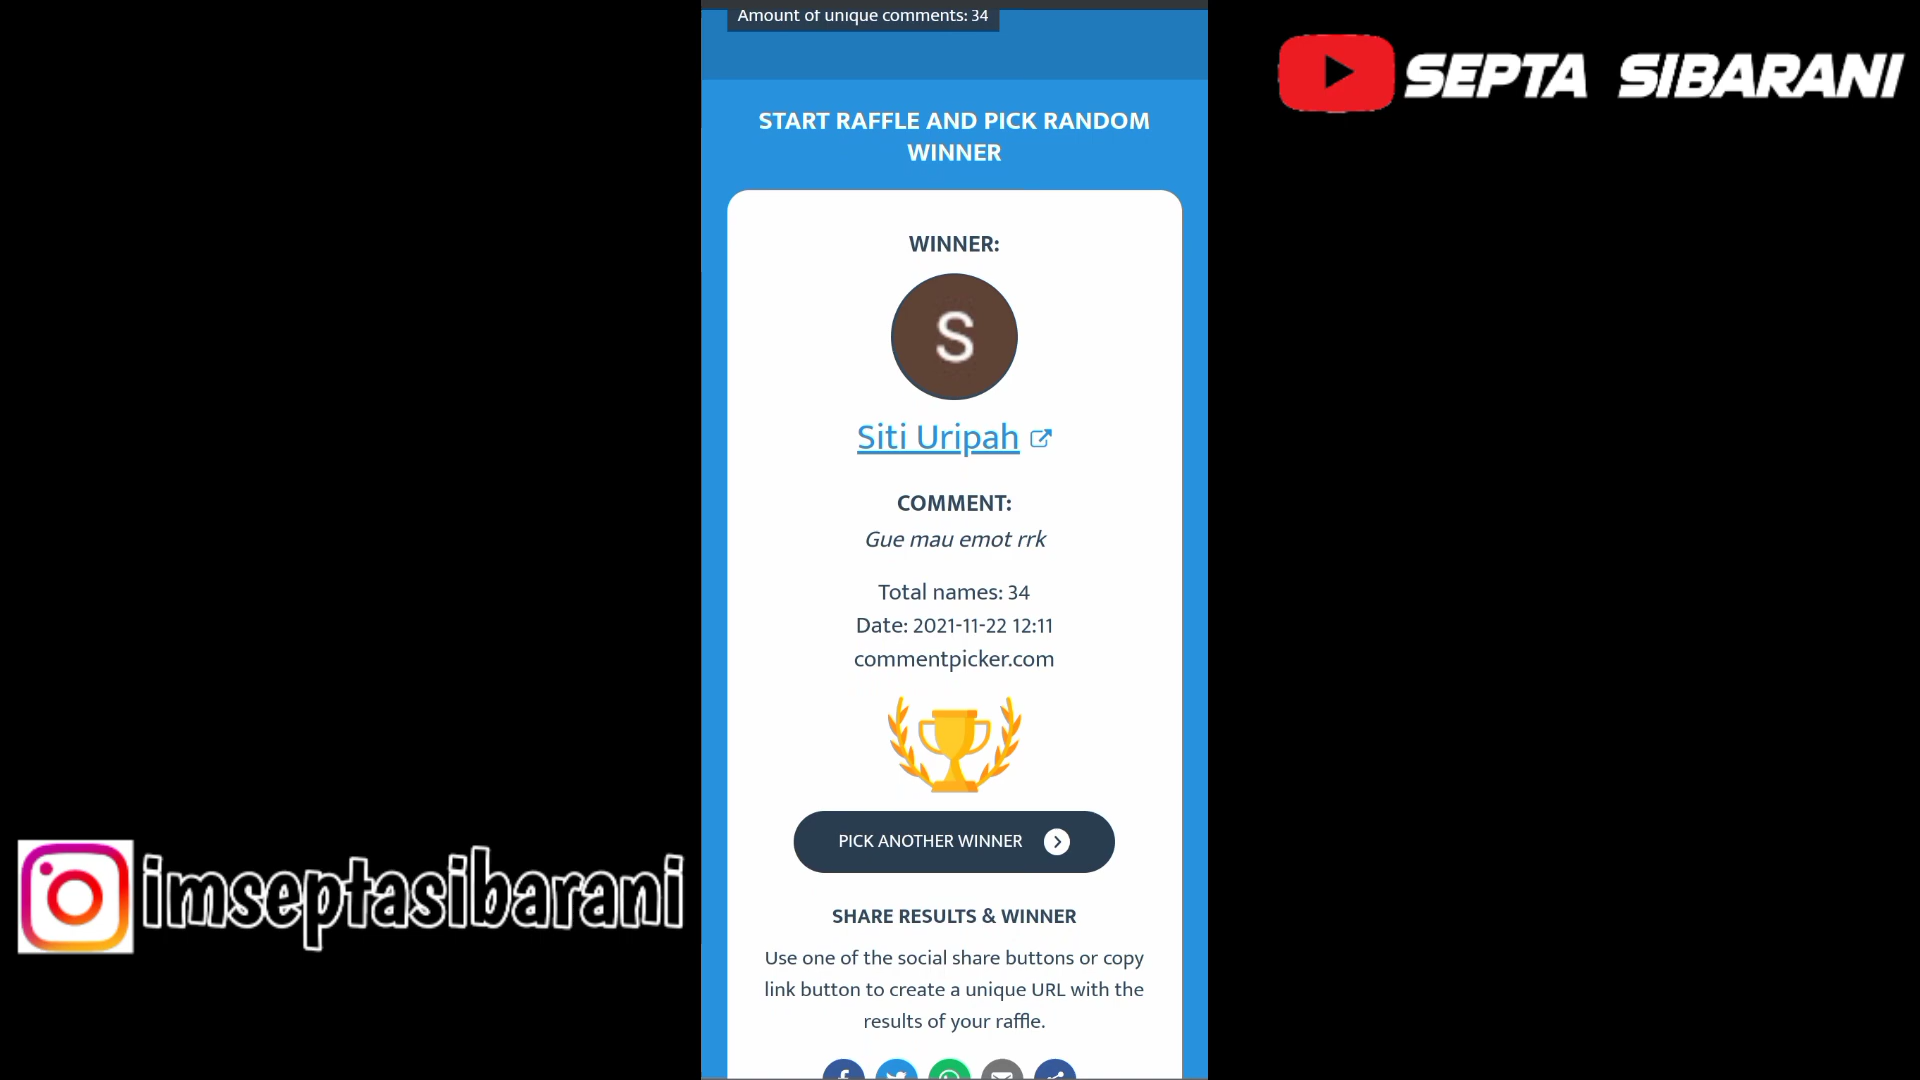 Amount of unique comments: 34
SEPTA SIBARANI
START RAFFLE AND PICK RANDOM
WINNER
WINNER:
S
Siti Uripah
COMMENT:
Gue mau emot rrk
Total names: 34
Date: 2021-11-22 12:11
commentpicker.com
PICK ANOTHER WINNER
imseptasibarani
SHARE RESULTS & WINNER
Use one of the social share buttons or copy
link button to create a unique URL with the
results of your raffle.